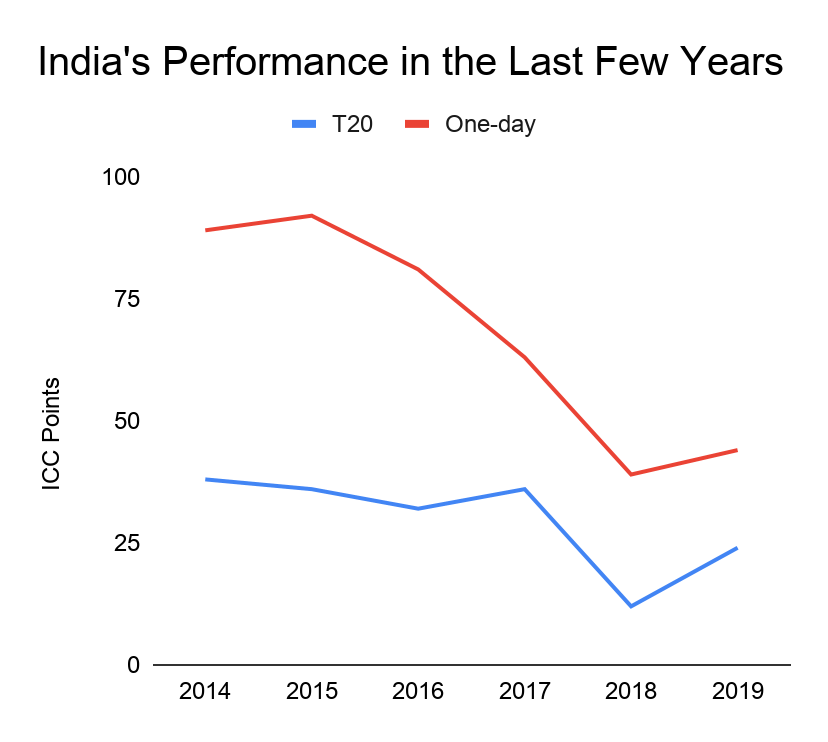 India's Performance in the Last Few Years
T20 One-day
100
75
50
25
0
ICC Points
2014 2015 2016 2017 2018 2019